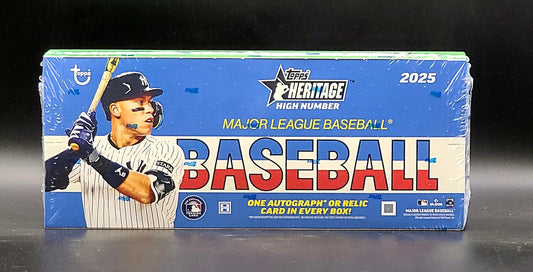 topps
topps
HERITAGE
HIGH NUMBER
2025
MAJOR LEAGUE BASEBALL®
BASEBALL
ONE AUTOGRAPH* OR RELIC
CARD IN EVERY BOX!
MAJOR LEAGUE BASEBALL